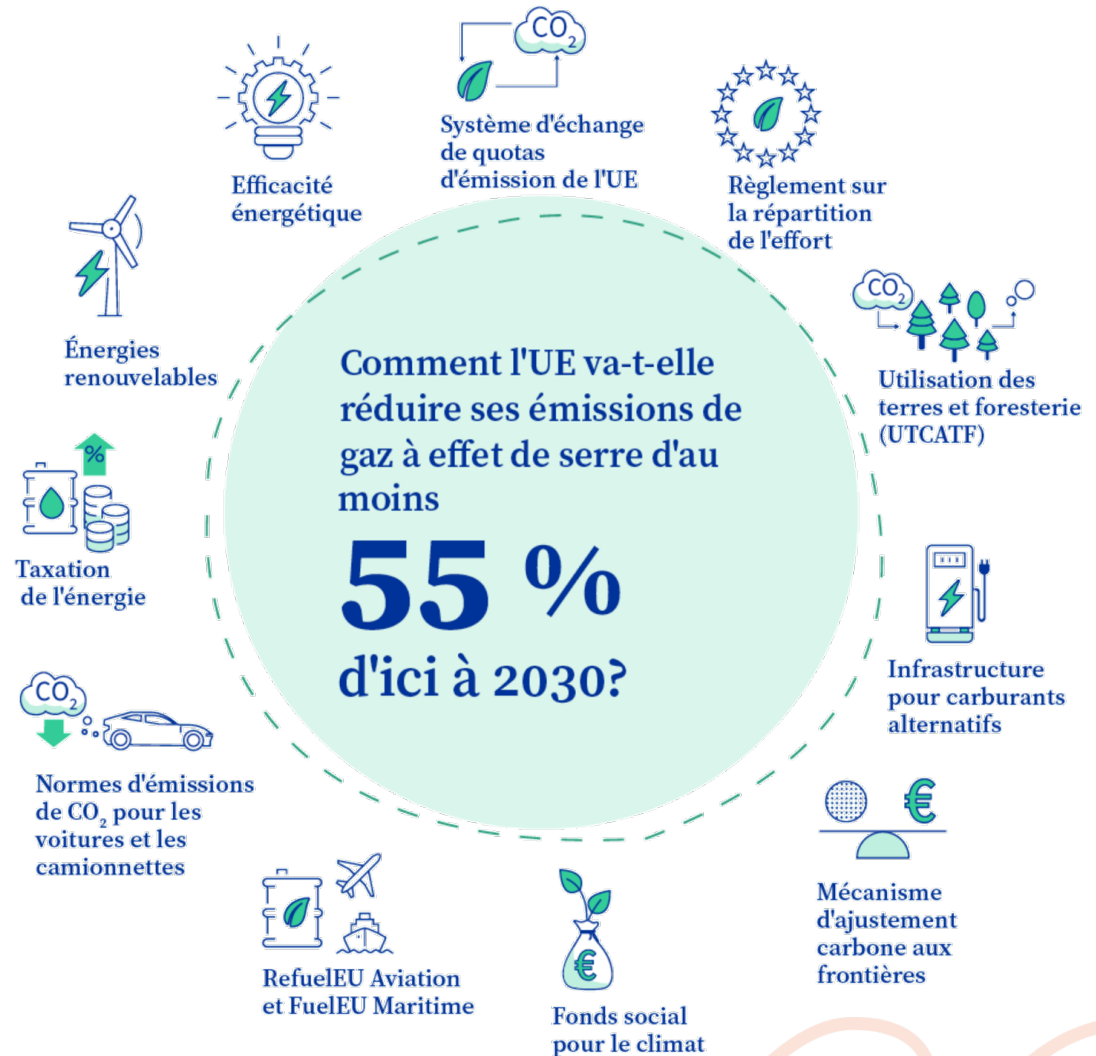 CO2
Système d'échange
de quotas
d'émission de l'UE
Règlement sur
la répartition
de l'effort
CO2
Utilisation des
terres et foresterie
(UTCATF)
Infrastructure
pour carburants
alternatifs
€
Mécanisme
d'ajustement
carbone aux
frontières
€
Fonds social
pour le climat
RefuelEU Aviation
et FuelEU Maritime
CO2
Normes d'émissions
de CO2 pour les
voitures et les
camionnettes
%
Taxation
de l'énergie
Énergies
renouvelables
Efficacité
énergétique
Comment l'UE va-t-elle
réduire ses émissions de
gaz à effet de serre d'au
moins
55 %
d'ici à 2030?